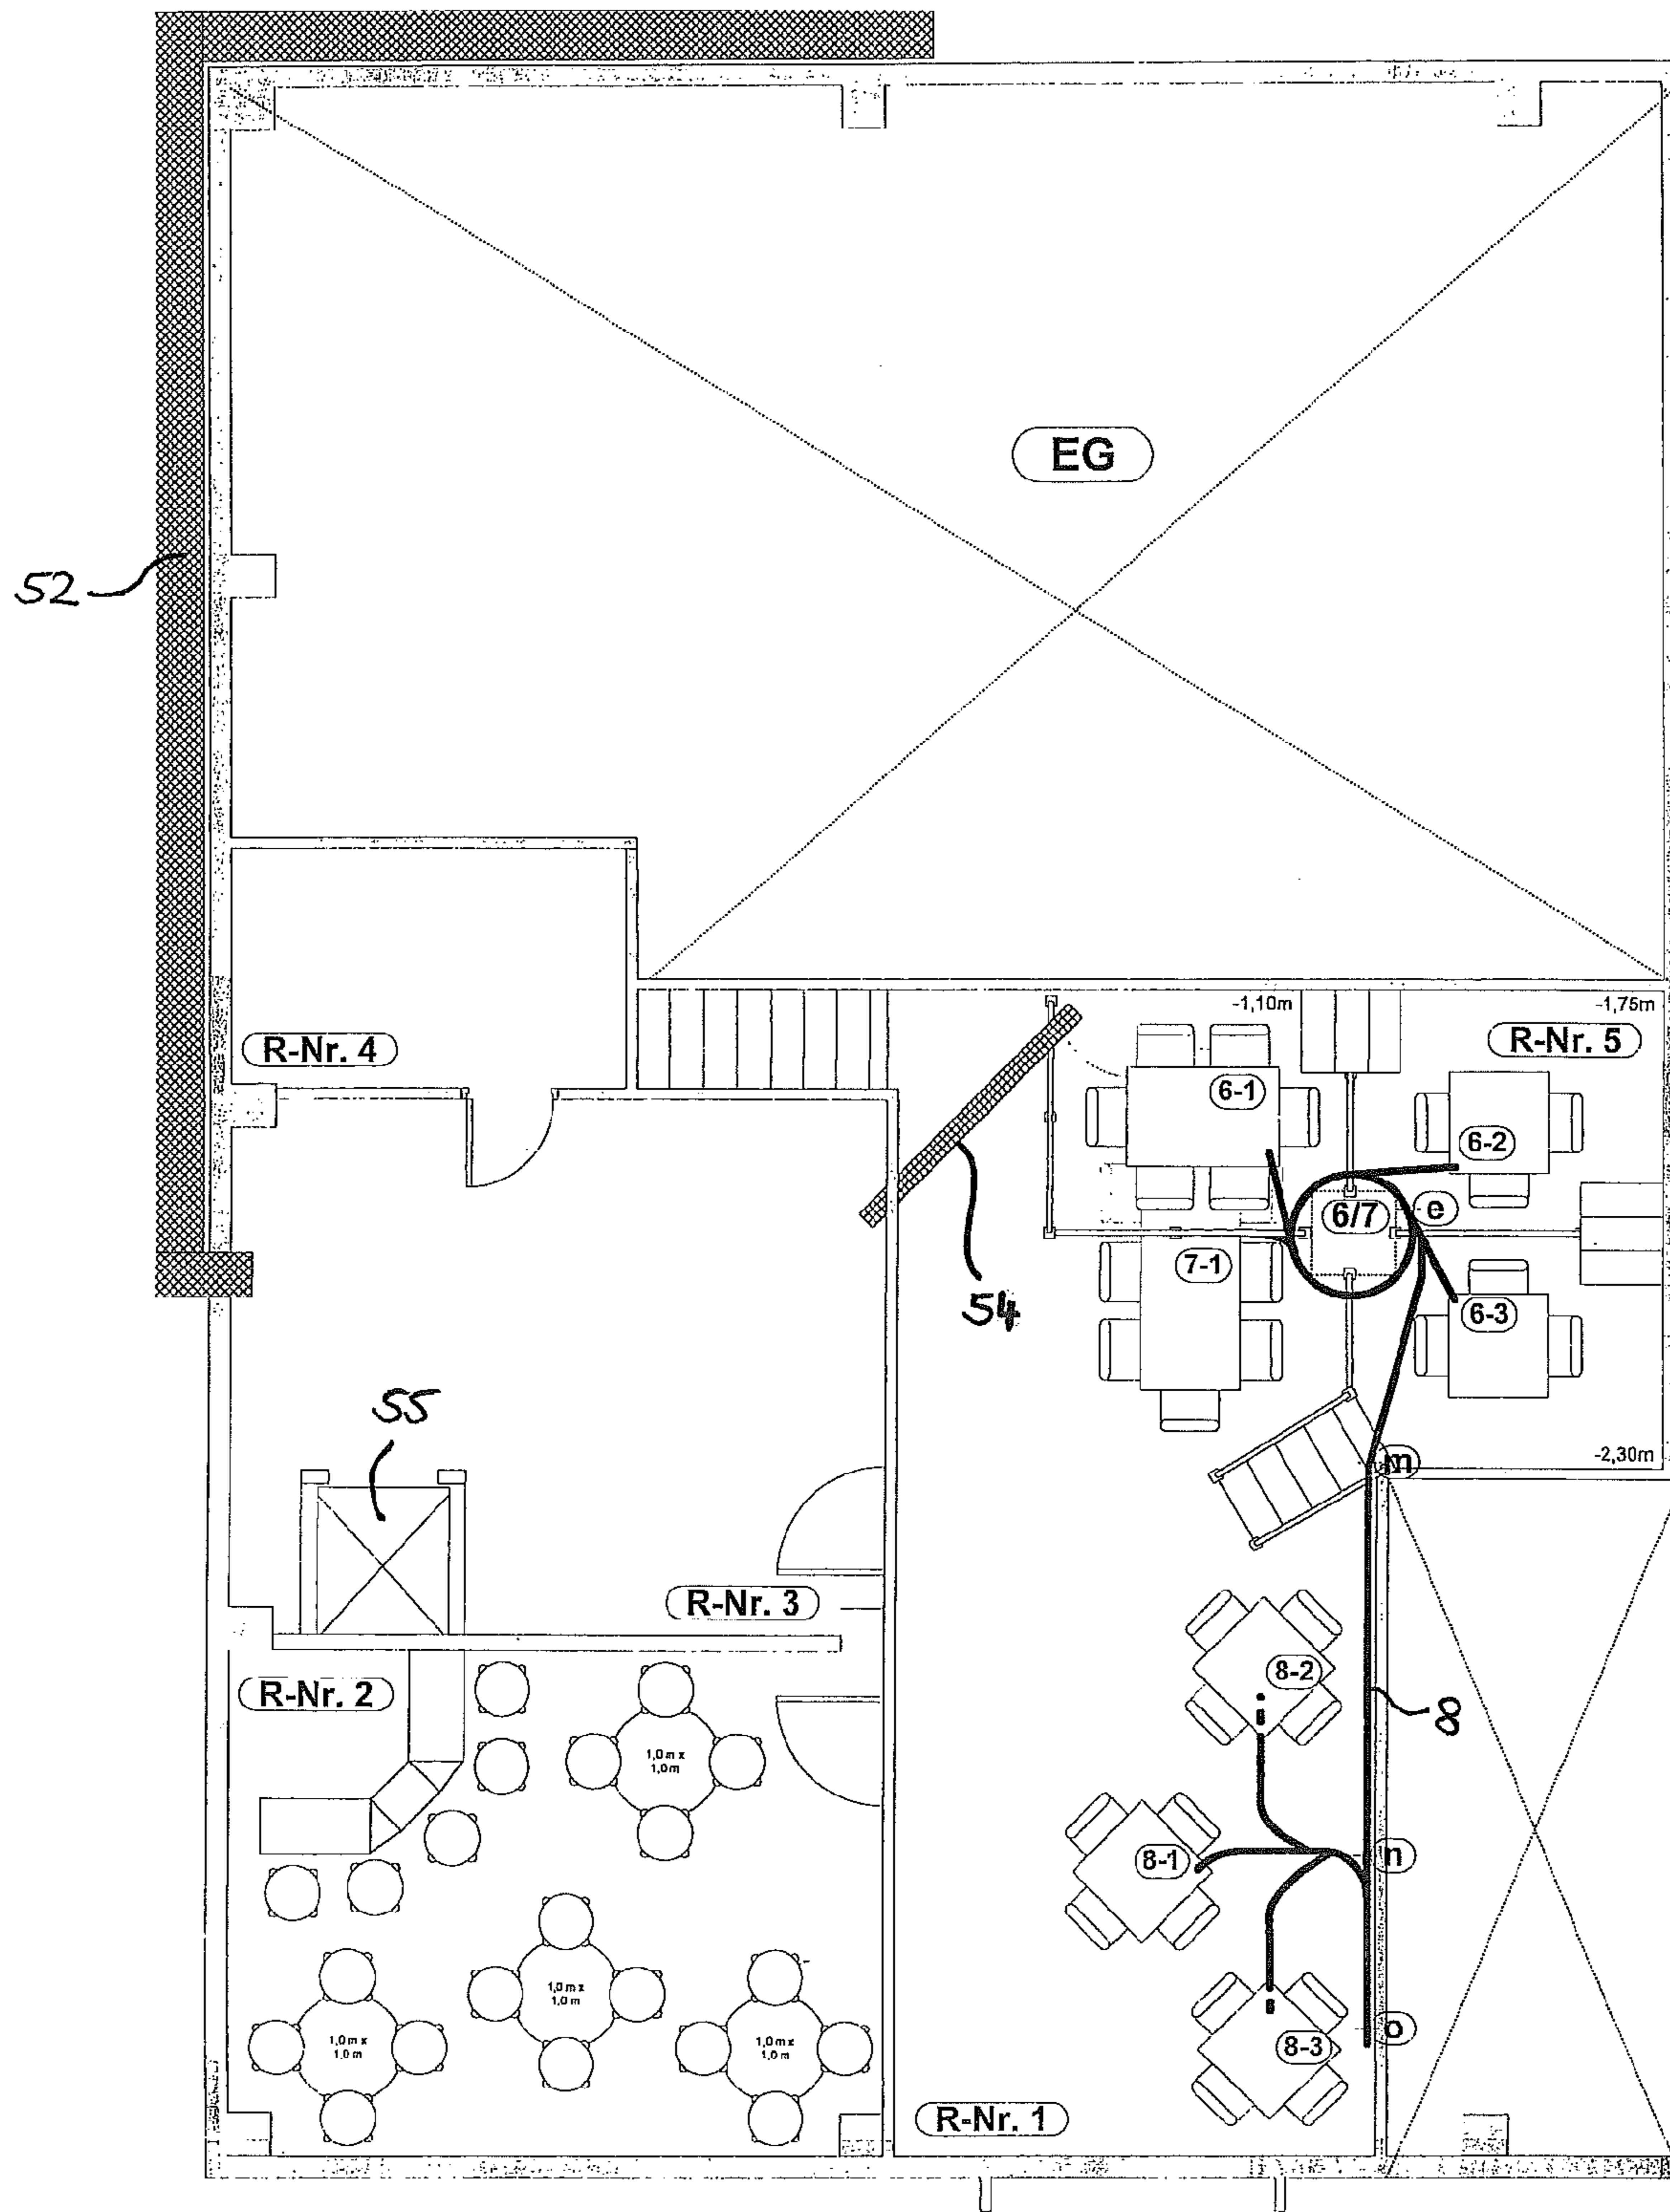 EG
52
-1,10m
-1,75m
R-Nr. 4
R-Nr. 5
6-1
6-2
6/7
e
7-1
54
6-3
55
m
-2,30m
R-Nr. 3
8-2
R-Nr. 2
8
1,0 m x
1,0 m
8-1
n
1,0 m x
1,0 m
1,0 m x
1,0 m
1,0 m x
1,0 m
o
8-3
R-Nr. 1